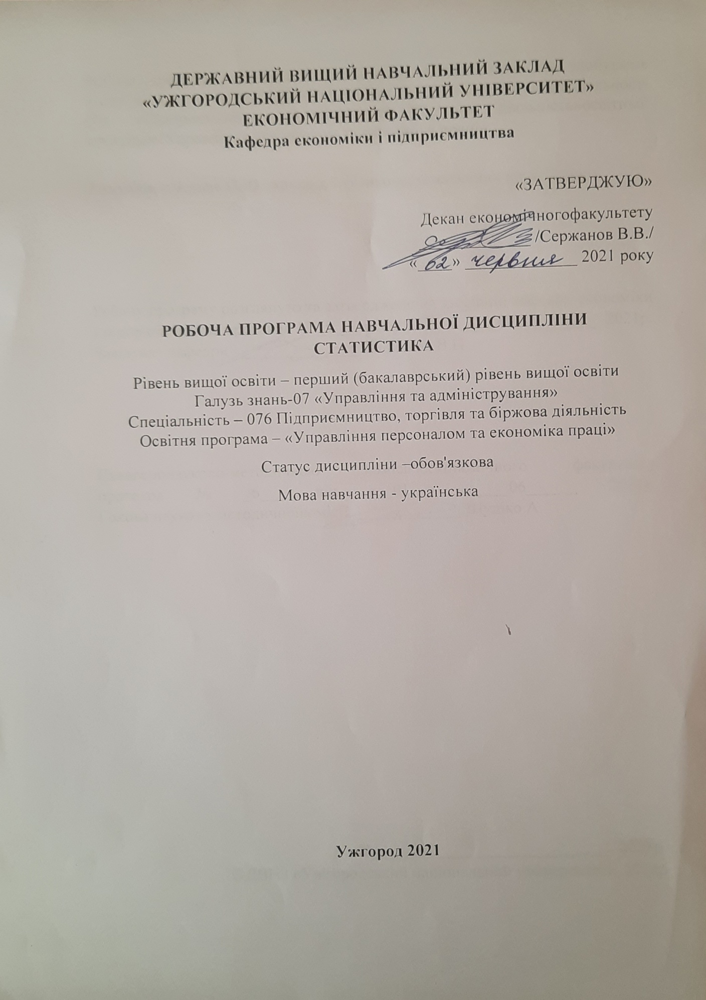 ДЕРЖАВНИЙ ВИЩИЙ НАВЧАЛЬНИЙ ЗАКЛАД
«УЖГОРОДСЬКИЙ НАЦІОНАЛЬНИЙ УНІВЕРСИТЕТ»
ЕКОНОМІЧНИЙ ФАКУЛЬТЕТ
Кафедра економіки і підприємництва
«ЗАТВЕРДЖУЮ»
Декан економічногофакультету
/Сержанов В.В./
«02» червня 2021 року
РОБОЧА ПРОГРАМА НАВЧАЛЬНОЇ ДИСЦИПЛІНИ
СТАТИСТИКА
Рівень вищої освіти – перший (бакалаврський) рівень вищої освіти
Галузь знань-07 «Управління та адміністрування»
Спеціальність – 076 Підприємництво, торгівля та біржова діяльність
Освітня програма – «Управління персоналом та економіка праці»
Статус дисципліни –обов'язкова
Мова навчання - українська
Ужгород 2021